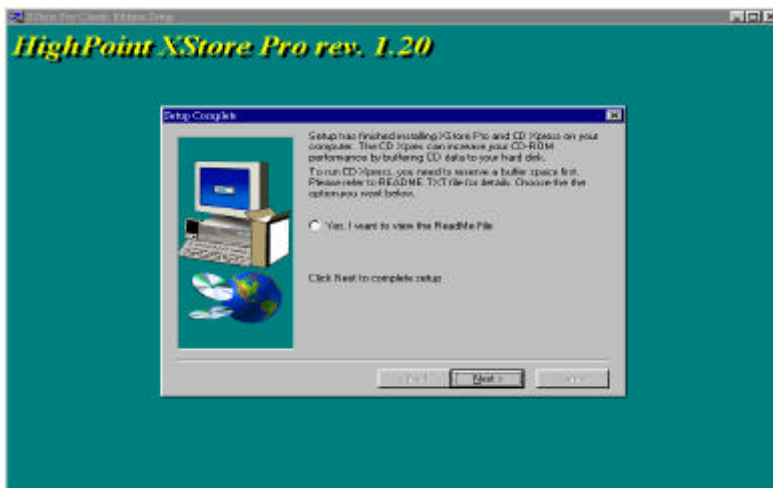 HighPoint XStore Pro rev. 1.20
Setup Complete
Setup has finished installing XStore Pro and CD Xpress on your
computer. The CD Xpres can increase your CD-ROM
performance by buffering CD data to your hard disk.
To run CD Xpress, you need to reserve a buffer space first.
Please refer to README.TXT file for details. Choose the the
option you want below.
Yes, I want to view the ReadMe File
Click Next to complete setup
Next >